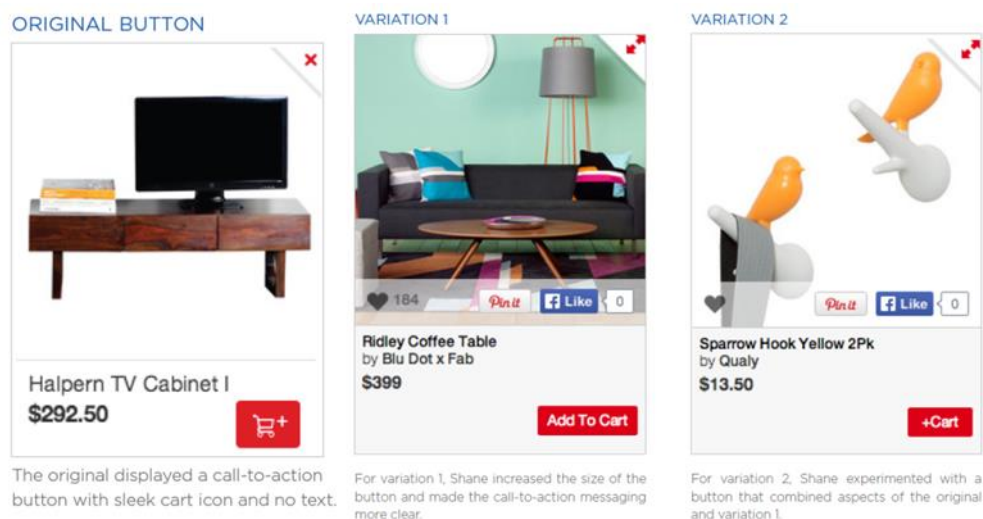 ORIGINAL BUTTON
Halpern TV Cabinet I
$292.50
The original displayed a call-to-action
button with sleek cart icon and no text.
VARIATION 1
184
Pin it
Like
0
Ridley Coffee Table
by Blu Dot x Fab
$399
Add To Cart
For variation 1, Shane increased the size of the
button and made the call-to-action messaging
more clear.
VARIATION 2
Pin it
Like
0
Sparrow Hook Yellow 2Pk
by Qualy
$13.50
+Cart
For variation 2, Shane experimented with a
button that combined aspects of the original
and variation 1.